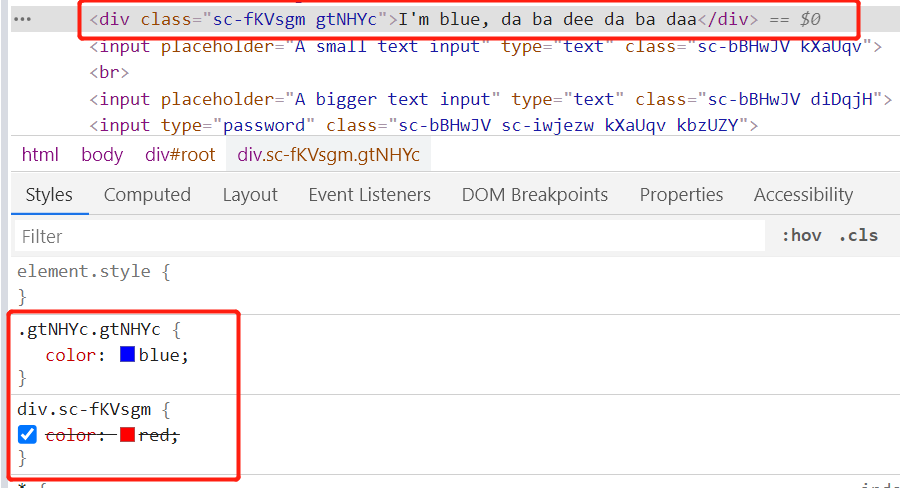 ••• <div class="sc-fKVsgm gtNHYc">I'm blue, da ba dee da ba daa</div> == $0
<input placeholder="A small text input" type="text" class="sc-bBHwJV kXaUqv">
<br>
<input placeholder="A bigger text input" type="text" class="sc-bBHwJV diDqjH">
<input type="password" class="sc-bBHwJV sc-iwjezw kXaUqv kbzUZY">
html body div#root div.sc-fKVsgm.gtNHYc
Styles Computed Layout Event Listeners DOM Breakpoints Properties Accessibility
Filter :hov .cls
element.style {
}
.gtNHYc.gtNHYc {
color: blue;
}
div.sc-fKVsgm {
color: red;
}
* {